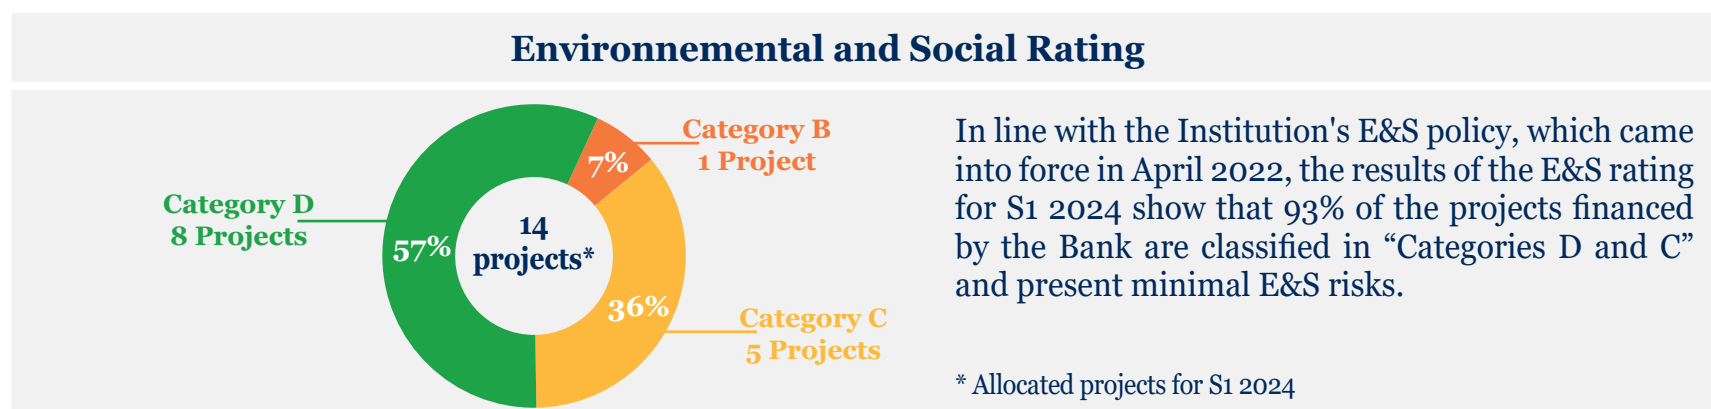 Environnemental and Social Rating
Category B
1 Project
7%
Category D
8 Projects
57%
14
projects*
36%
Category C
5 Projects
In line with the Institution's E&S policy, which came
into force in April 2022, the results of the E&S rating
for S1 2024 show that 93% of the projects financed
by the Bank are classified in “Categories D and C”
and present minimal E&S risks.
* Allocated projects for S1 2024